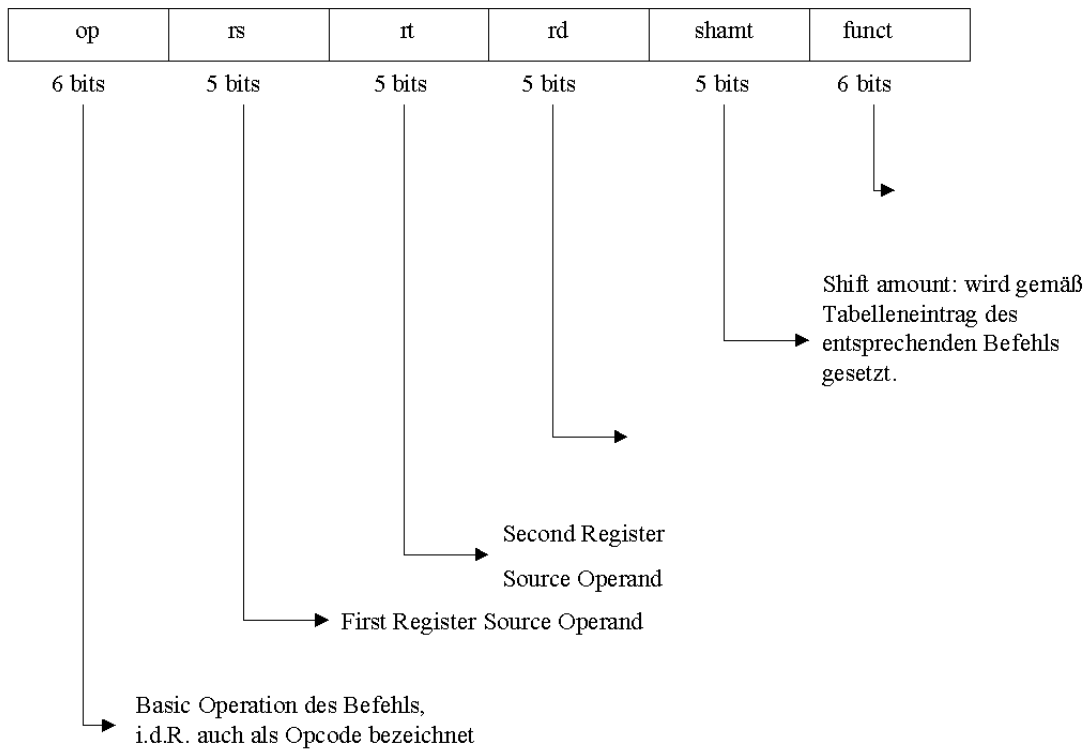 op rs rt rd shamt funct
6 bits 5 bits 5 bits 5 bits 5 bits 6 bits
Shift amount: wird gemäß
Tabelleneintrag des
entsprechenden Befehls
gesetzt.
Second Register
Source Operand
First Register Source Operand
Basic Operation des Befehls,
i.d.R. auch als Opcode bezeichnet